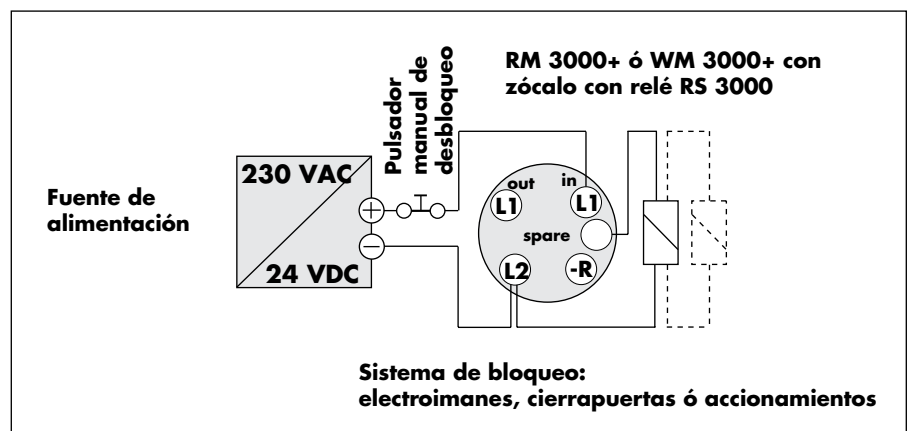 RM 3000+ ó WM 3000+ con
zócalo con relé RS 3000
Pulsador
manual de
desbloqueo
Fuente de
alimentación
230 VAC
24 VDC
+
−
out
in
L1
L1
spare
L2
-R
Sistema de bloqueo:
electroimanes, cierrapuertas ó accionamientos